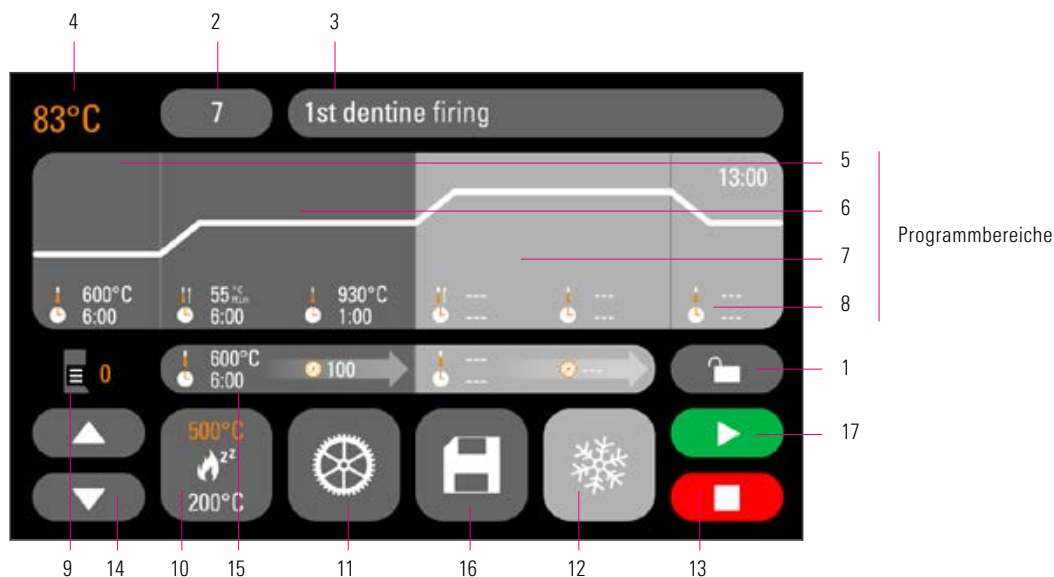 4 2 3
83°C 7 1st dentine firing
5
13:00
6
Programmbereiche
7
600°C 55 °C Min 930°C --- --- ---
8
6:00 6:00 1:00 --- --- ---
0 600°C 100 --- ---
6:00 ---
1
500°C
17
zz
200°C
9 14 10 15 11 16 12 13